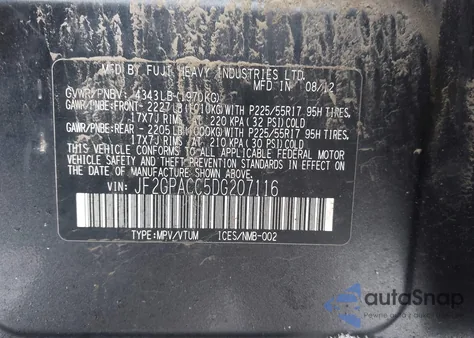 MFD BY FUJI HEAVY INDUSTRIES LTD.
MFD IN 08/12
GVWR/PNBV: 4343LB(1970KG)
GAWR/PNBE:FRONT- 2227LB(1010KG)WITH P225/55R17 95H TIRES,
17X7J RIMS AT 220 KPA(32 PSI)COLD
GAWR/PNBE:REAR - 2205LB(1000KG)WITH P225/55R17 95H TIRES,
17X7J RIMS AT 210 KPA(30 PSI)COLD
THIS VEHICLE CONFORMS TO ALL APPLICABLE FEDERAL MOTOR
VEHICLE SAFETY STANDARDS IN EFFECT ON THE
DATE OF MANUFACTURE SHOWN ABOVE.
VIN: JF2GPACC5DG207116
TYPE:MPV/VTUM ICES/NMB-002
autoSnap